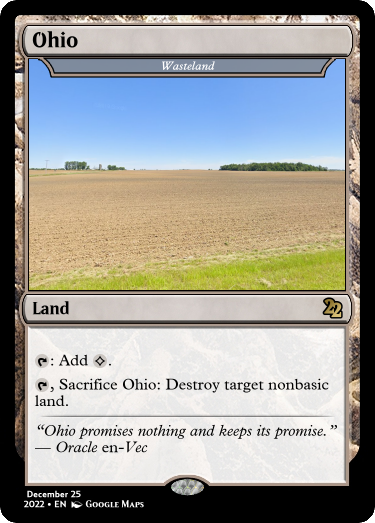 Ohio
Wasteland
Land
22
: Add .
, Sacrifice Ohio: Destroy target nonbasic
land.
“Ohio promises nothing and keeps its promise.”
— Oracle en-Vec
December 25
2022 • EN Google Maps